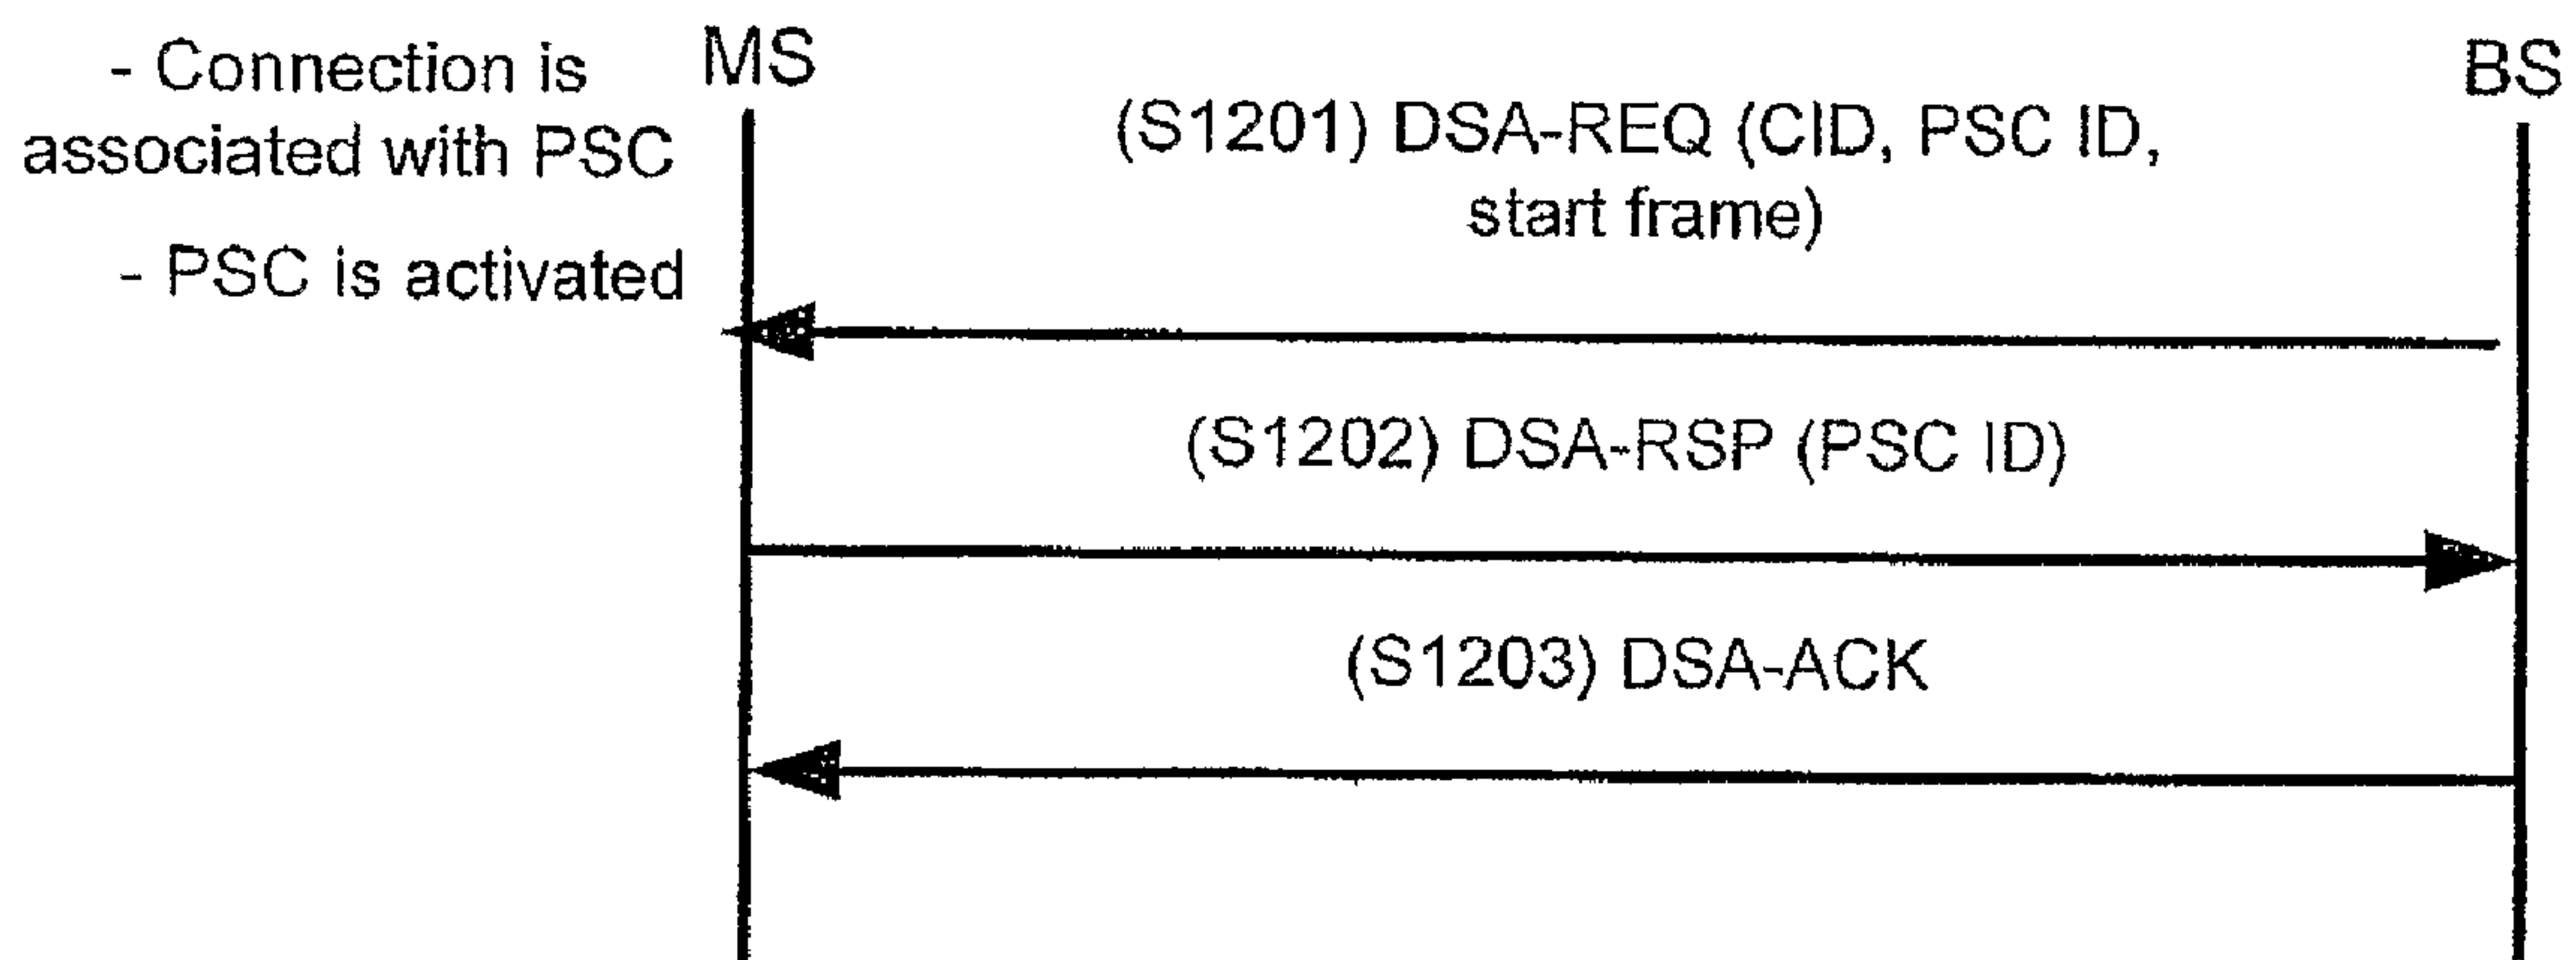 - Connection is
associated with PSC
- PSC is activated
MS
BS
(S1201) DSA-REQ (CID, PSC ID,
start frame)
(S1202) DSA-RSP (PSC ID)
(S1203) DSA-ACK